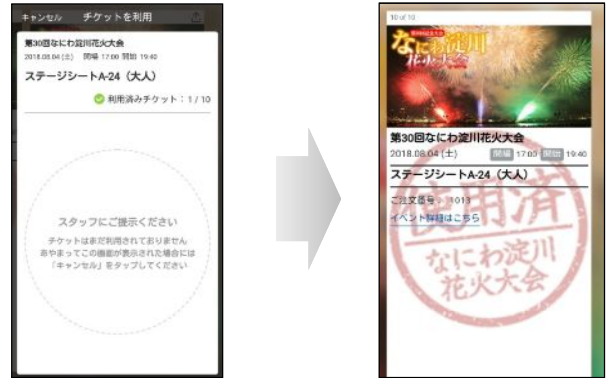 キャンセル チケットを利用
第30回なにわ淀川花火大会
2018.08.04 (土) 開場 17:00 開始 19:40
ステージシートA-24（大人）
利用済みチケット：1 / 10
スタッフにご提示ください
チケットはまだ利用されておりません
あやまってこの画面が表示された場合には
「キャンセル」をタップしてください
10 of 10
なにわ淀川
花火大会
第30回なにわ淀川花火大会
2018.08.04 (土) 開場 17:00 開始 19:40
ステージシートA-24（大人）
ご注文番号： 1013
イベント詳細はこちら
使用済
なにわ淀川
花火大会